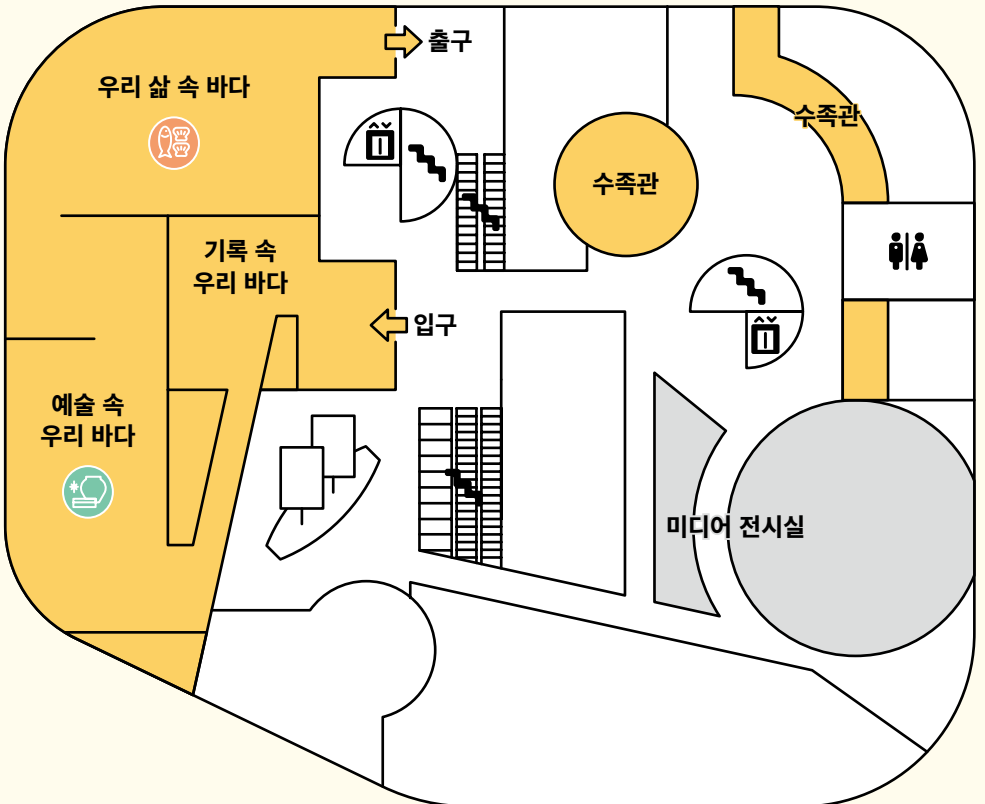 출구
우리 삶 속 바다
수족관
수족관
기록 속
우리 바다
입구
예술 속
우리 바다
미디어 전시실